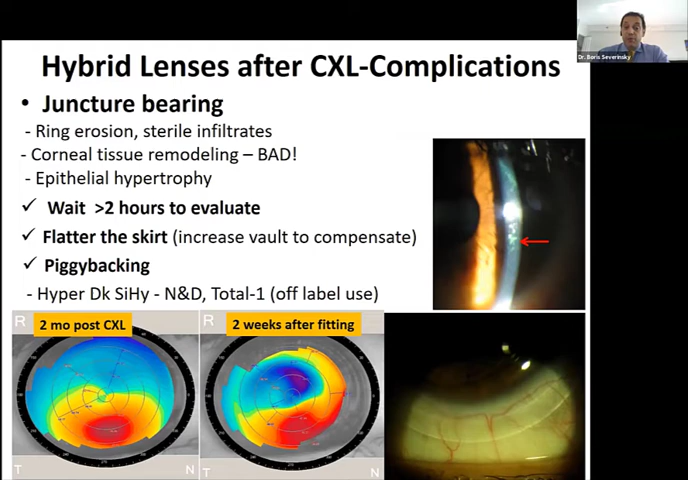 Dr. Boris Severinsky
Hybrid Lenses after CXL-Complications
• Juncture bearing
- Ring erosion, sterile infiltrates
- Corneal tissue remodeling – BAD!
- Epithelial hypertrophy
✓ Wait >2 hours to evaluate
✓ Flatter the skirt (increase vault to compensate)
✓ Piggybacking
- Hyper Dk SiHy - N&D, Total-1 (off label use)
R
2 mo post CXL
T
N
R
2 weeks after fitting
T
N